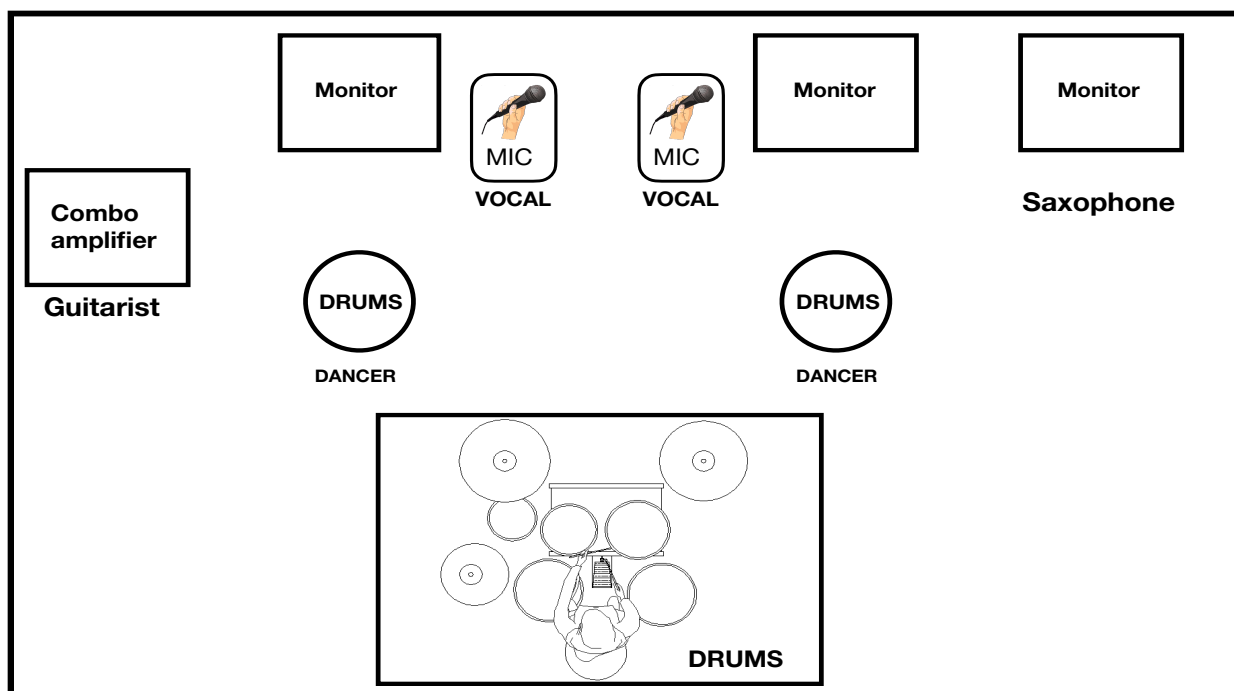 Monitor
Monitor
Monitor
MIC
MIC
VOCAL
VOCAL
Saxophone
Combo
amplifier
Guitarist
DRUMS
DRUMS
DANCER
DANCER
DRUMS